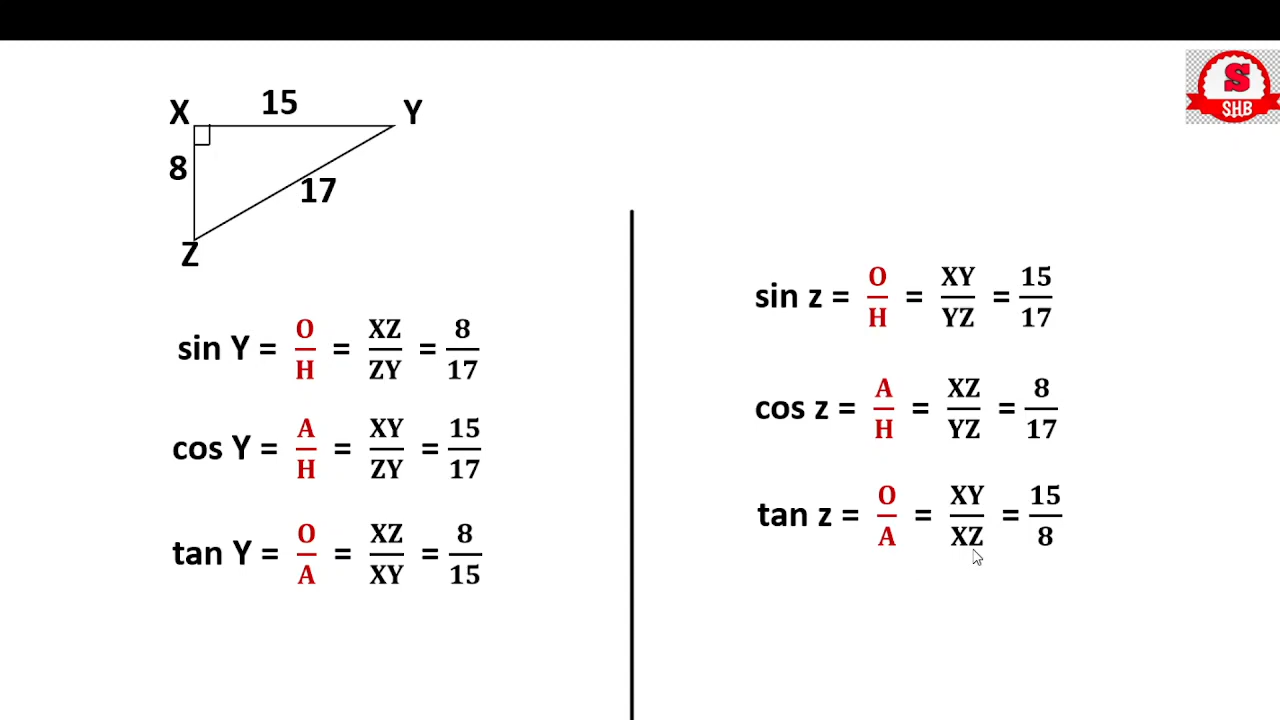 X 15 Y
8
17
Z
sin Y = O/H = XZ/ZY = 8/17
cos Y = A/H = XY/ZY = 15/17
tan Y = O/A = XZ/XY = 8/15
S
SHB
sin z = O/H = XY/YZ = 15/17
cos z = A/H = XZ/YZ = 8/17
tan z = O/A = XY/XZ = 15/8